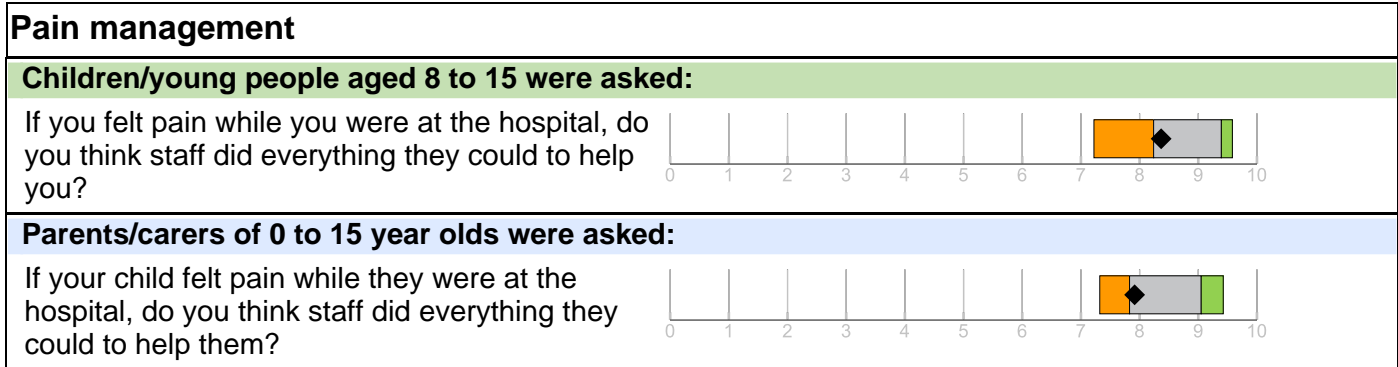 Pain management
Children/young people aged 8 to 15 were asked:
If you felt pain while you were at the hospital, do
you think staff did everything they could to help
you?
0 1 2 3 4 5 6 7 8 9 10
Parents/carers of 0 to 15 year olds were asked:
If your child felt pain while they were at the
hospital, do you think staff did everything they
could to help them?
0 1 2 3 4 5 6 7 8 9 10